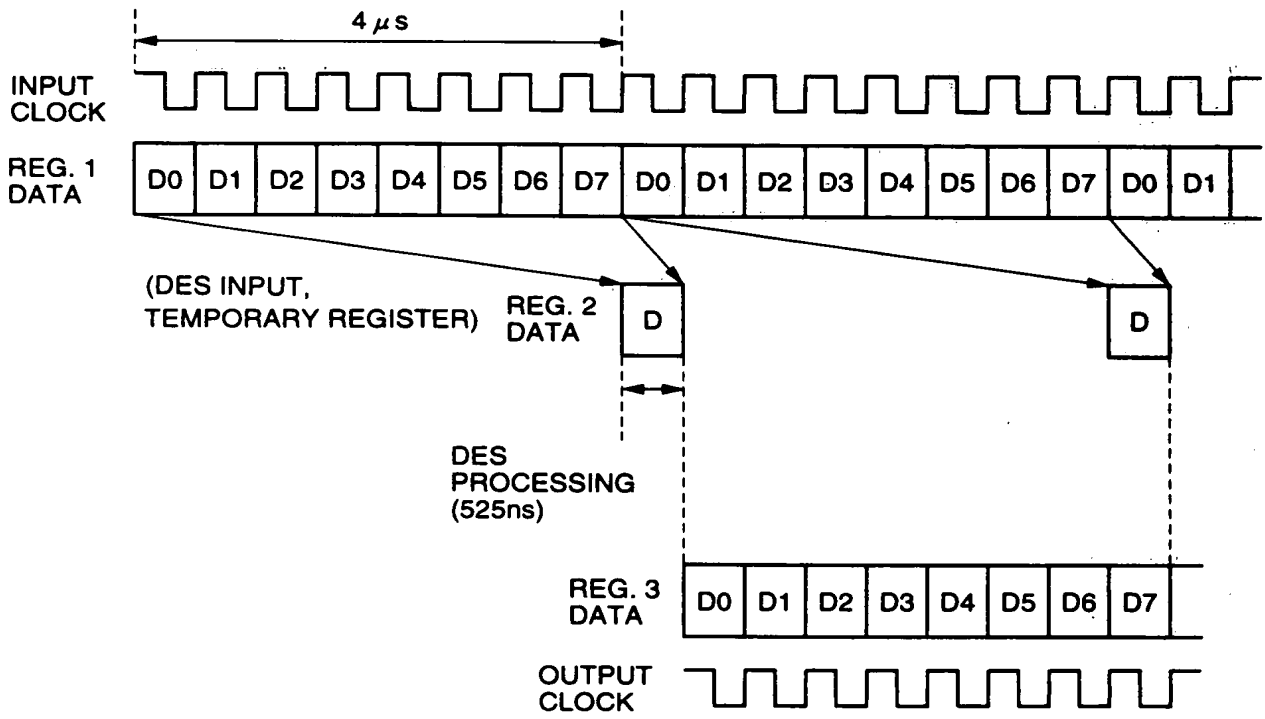 4 μs
INPUT
CLOCK
REG. 1
DATA
D0 D1 D2 D3 D4 D5 D6 D7 D0 D1 D2 D3 D4 D5 D6 D7 D0 D1
(DES INPUT,
TEMPORARY REGISTER)
REG. 2
DATA
D
D
DES
PROCESSING
(525ns)
REG. 3
DATA
D0 D1 D2 D3 D4 D5 D6 D7
OUTPUT
CLOCK